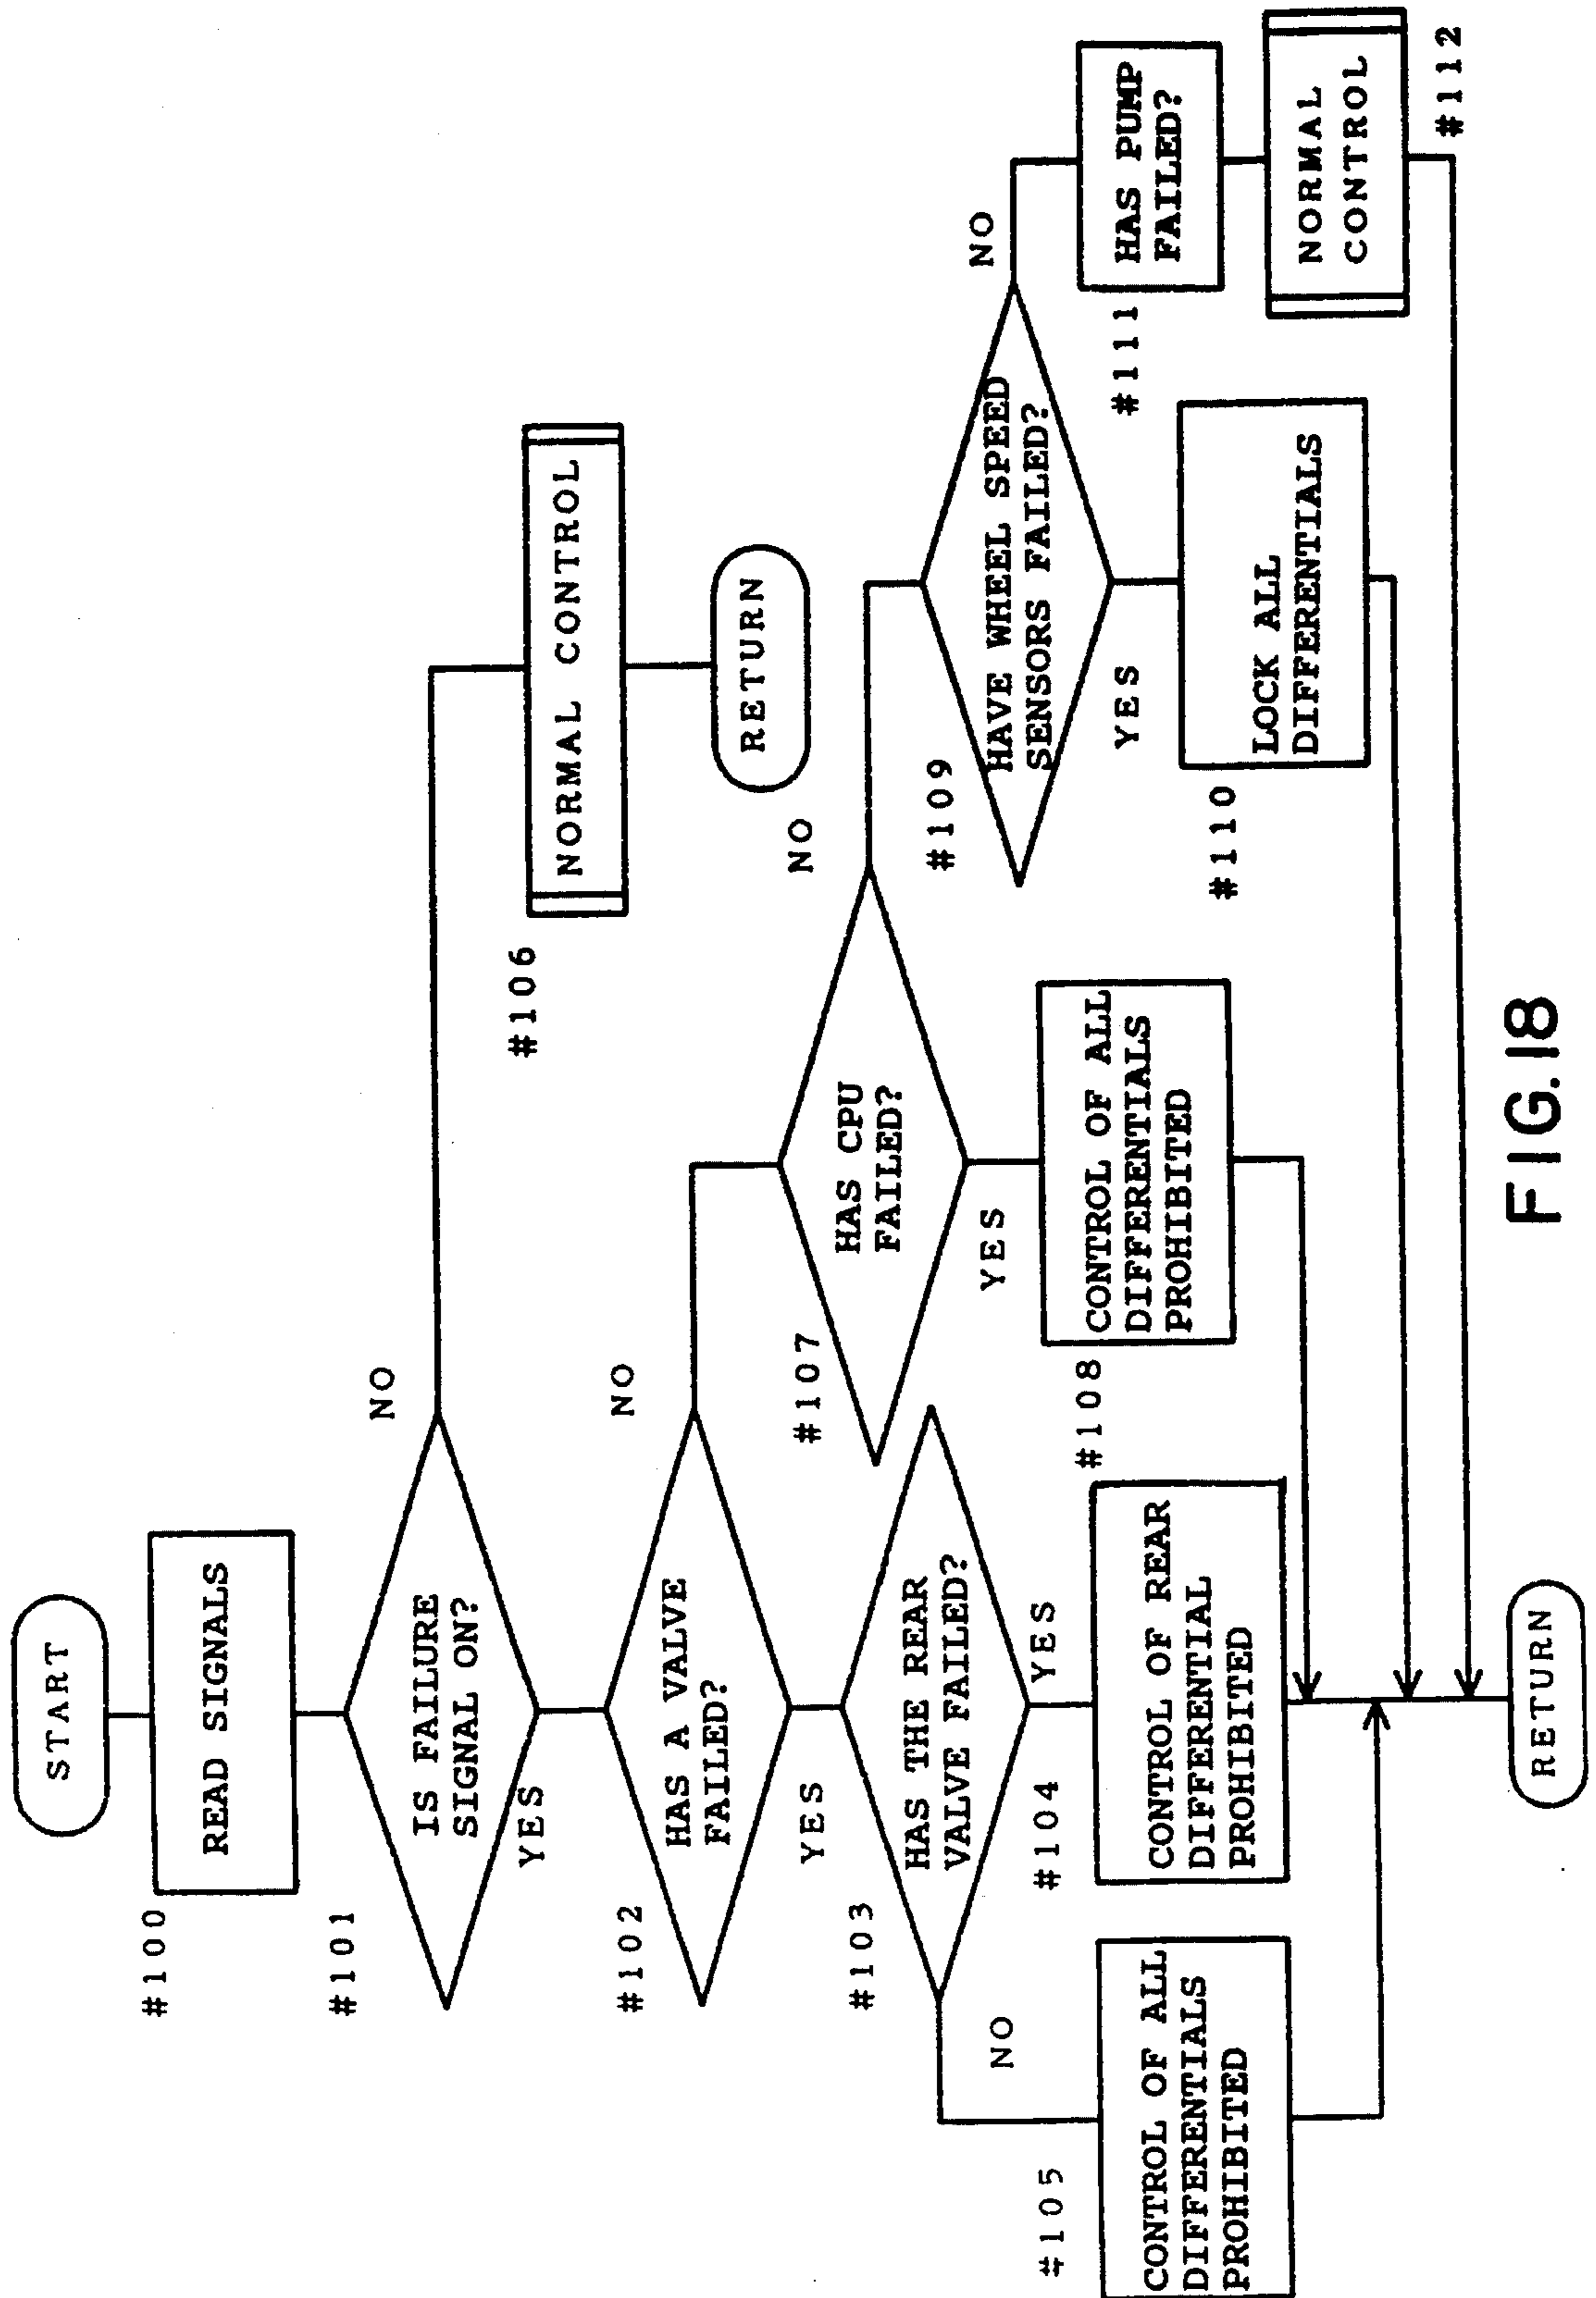 START
#100
READ SIGNALS
#101
IS FAILURE
SIGNAL ON?
NO
YES
#106
NORMAL CONTROL
RETURN
#102
HAS A VALVE
FAILED?
NO
YES
#103
HAS THE REAR
VALVE FAILED?
NO
YES
#105
CONTROL OF ALL
DIFFERENTIALS
PROHIBITED
#104
CONTROL OF REAR
DIFFERENTIAL
PROHIBITED
#107
HAS CPU
FAILED?
NO
YES
#108
CONTROL OF ALL
DIFFERENTIALS
PROHIBITED
#109
HAVE WHEEL SPEED
SENSORS FAILED?
NO
YES
#110
LOCK ALL
DIFFERENTIALS
#111
HAS PUMP
FAILED?
NORMAL
CONTROL
#112
RETURN
FIG.18